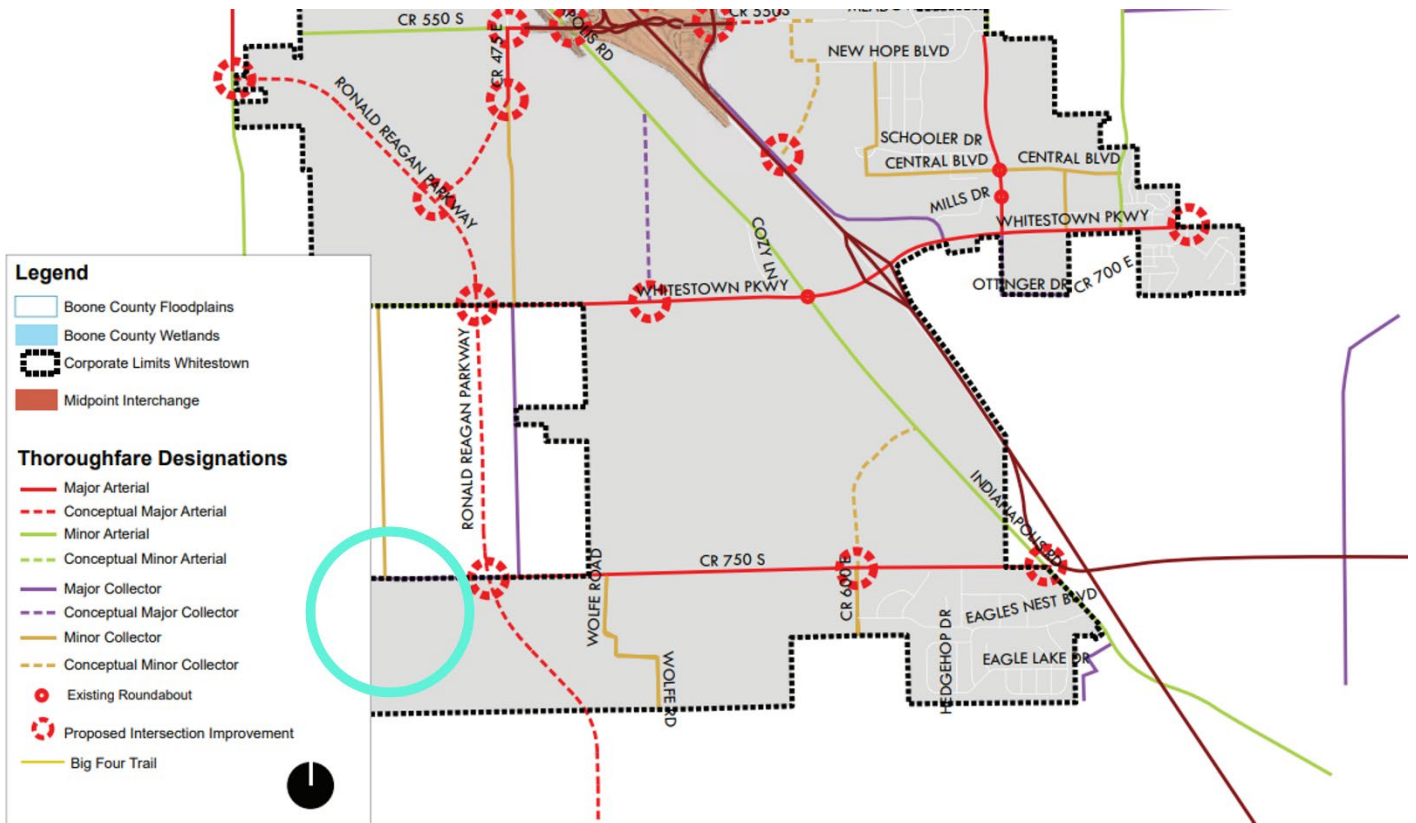 CR 550 S
CR 550S
NEW HOPE BLVD
CR 475 E
RONALD REAGAN PARKWAY
SCHOOLER DR
CENTRAL BLVD
CENTRAL BLVD
MILLS DR
WHITESTOWN PKWY
COZY LN
OTTINGER DR
CR 700 E
WHITESTOWN PKWY
RONALD REAGAN PARKWAY
INDIANAPOLIS RD
CR 750 S
WOLFE ROAD
CR 600 E
EAGLES NEST BLVD
HEDGEHOP DR
EAGLE LAKE DR
WOLFE RD
Legend
Boone County Floodplains
Boone County Wetlands
Corporate Limits Whitestown
Midpoint Interchange
Thoroughfare Designations
Major Arterial
Conceptual Major Arterial
Minor Arterial
Conceptual Minor Arterial
Major Collector
Conceptual Major Collector
Minor Collector
Conceptual Minor Collector
Existing Roundabout
Proposed Intersection Improvement
Big Four Trail